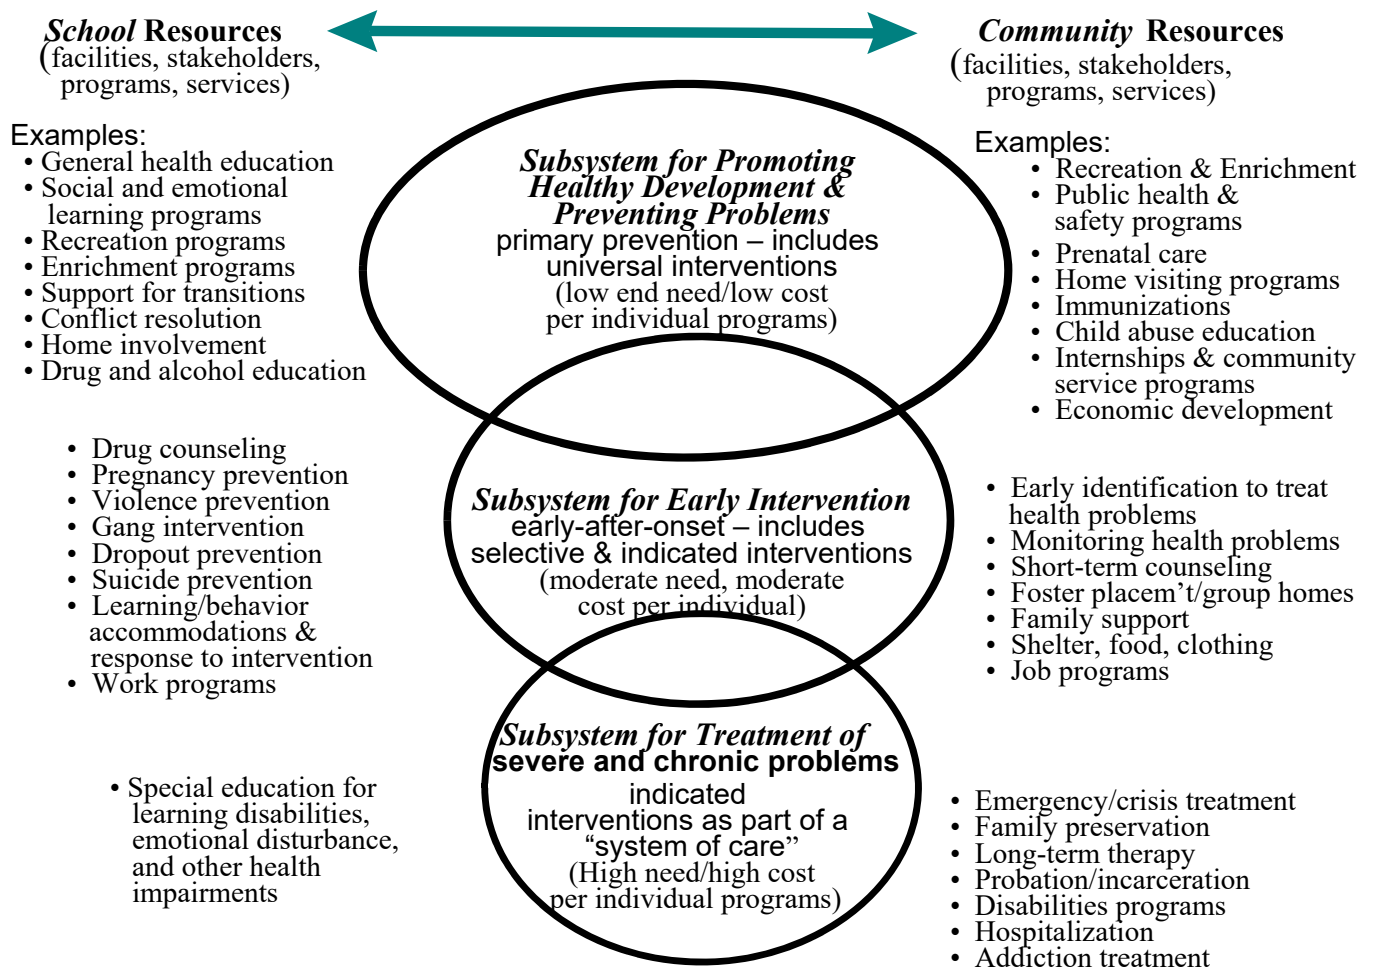 School Resources
(facilities, stakeholders,
programs, services)
Examples:
• General health education
• Social and emotional
learning programs
• Recreation programs
• Enrichment programs
• Support for transitions
• Conflict resolution
• Home involvement
• Drug and alcohol education
• Drug counseling
• Pregnancy prevention
• Violence prevention
• Gang intervention
• Dropout prevention
• Suicide prevention
• Learning/behavior
accommodations &
response to intervention
• Work programs
• Special education for
learning disabilities,
emotional disturbance,
and other health
impairments
Subsystem for Promoting
Healthy Development &
Preventing Problems
primary prevention – includes
universal interventions
(low end need/low cost
per individual programs)
Subsystem for Early Intervention
early-after-onset – includes
selective & indicated interventions
(moderate need, moderate
cost per individual)
Subsystem for Treatment of
severe and chronic problems
indicated
interventions as part of a
“system of care”
(High need/high cost
per individual programs)
Community Resources
(facilities, stakeholders,
programs, services)
Examples:
• Recreation & Enrichment
• Public health &
safety programs
• Prenatal care
• Home visiting programs
• Immunizations
• Child abuse education
• Internships & community
service programs
• Economic development
• Early identification to treat
health problems
• Monitoring health problems
• Short-term counseling
• Foster placem’t/group homes
• Family support
• Shelter, food, clothing
• Job programs
• Emergency/crisis treatment
• Family preservation
• Long-term therapy
• Probation/incarceration
• Disabilities programs
• Hospitalization
• Addiction treatment